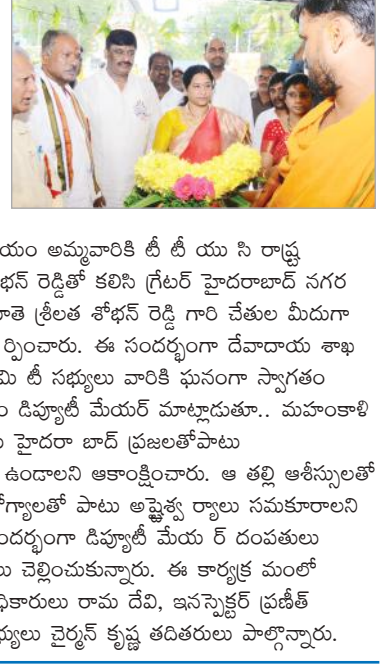 యం అమ్మవారికి టీ టీ యు సి రాష్ట్ర
భన్ రెడ్డితో కలిసి గ్రేటర్ హైదరాబాద్ నగర
ాతె శ్రీలత శోభన్ రెడ్డి గారి చేతుల మీదుగా
ర్పించారు. ఈ సందర్భంగా దేవాదాయ శాఖ
మి టీ సభ్యులు వారికి ఘనంగా స్వాగతం
ం డిప్యూటీ మేయర్ మాట్లాడుతూ.. మహంకాళి
ు హైదరా బాద్ ప్రజలతోపాటు
ఉండాలని ఆకాంక్షించారు. ఆ తల్లి ఆశీస్సులతో
ోగ్యాలతో పాటు అష్టైశ్వ ర్యాలు సమకూరాలని
ందర్భంగా డిప్యూటీ మేయ ర్ దంపతులు
లు చెల్లించుకున్నారు. ఈ కార్యక్ర మంలో
ధికారులు రామ దేవి, ఇనస్పెక్టర్ ప్రణీత్
భ్యులు చైర్మన్ కృష్ణ తదితరులు పాల్గొన్నారు.